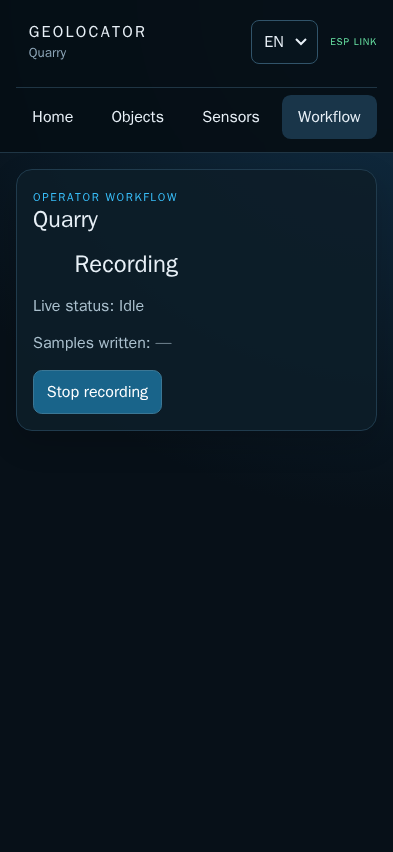 GEOLOCATOR
Quarry
EN
ESP LINK
Home
Objects
Sensors
Workflow
OPERATOR WORKFLOW
Quarry
Recording
Live status: Idle
Samples written: —
Stop recording